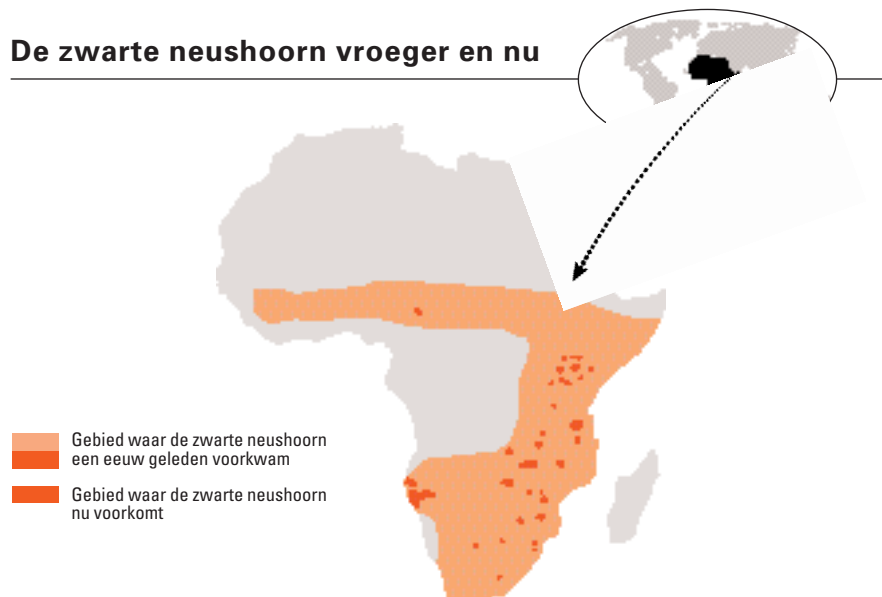 De zwarte neushoorn vroeger en nu
Gebied waar de zwarte neushoorn
een eeuw geleden voorkwam
Gebied waar de zwarte neushoorn
nu voorkomt